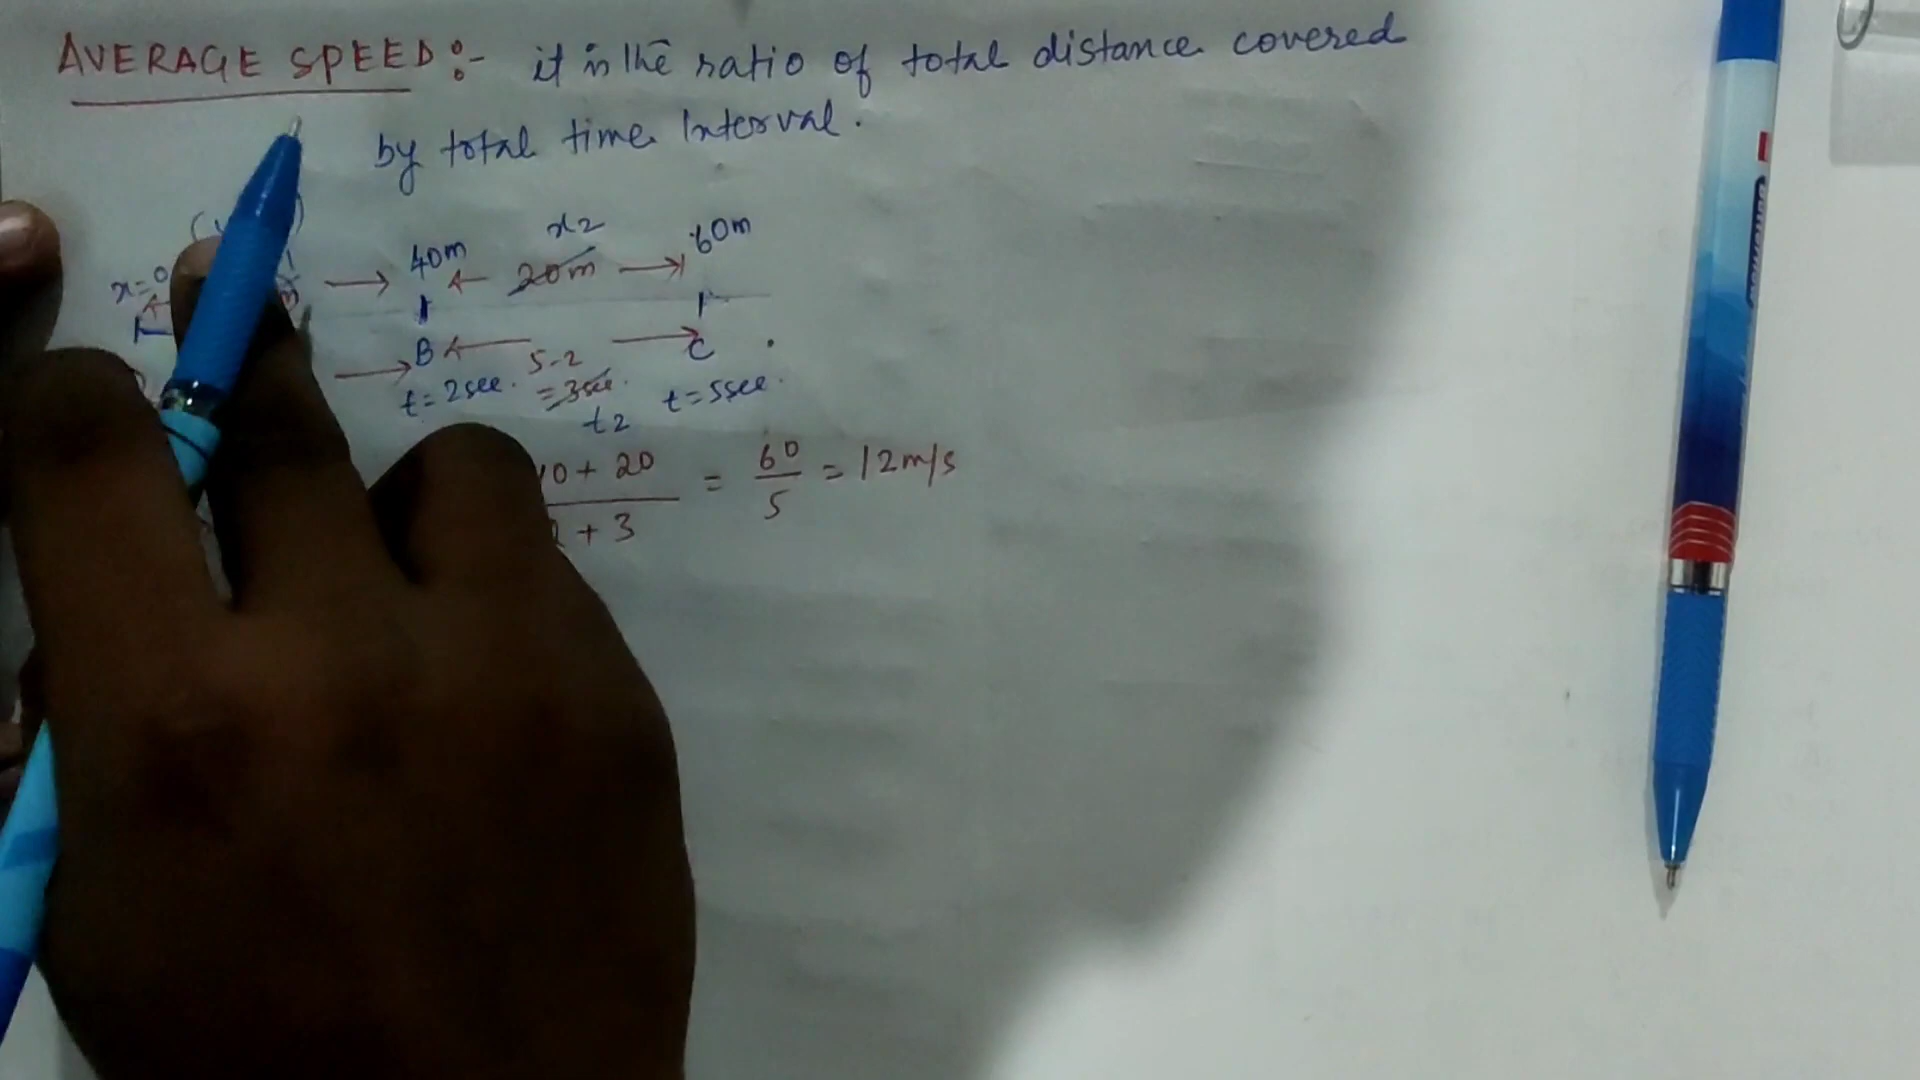 AVERAGE SPEED :- it is the ratio of total distance covered
by total time Interval.
x2
40m 20m 60m
x=0
B 5-2 C
t=2sec. =3sec. t=5sec.
t2
+ 20 = 60 = 12m/s
+ 3 5